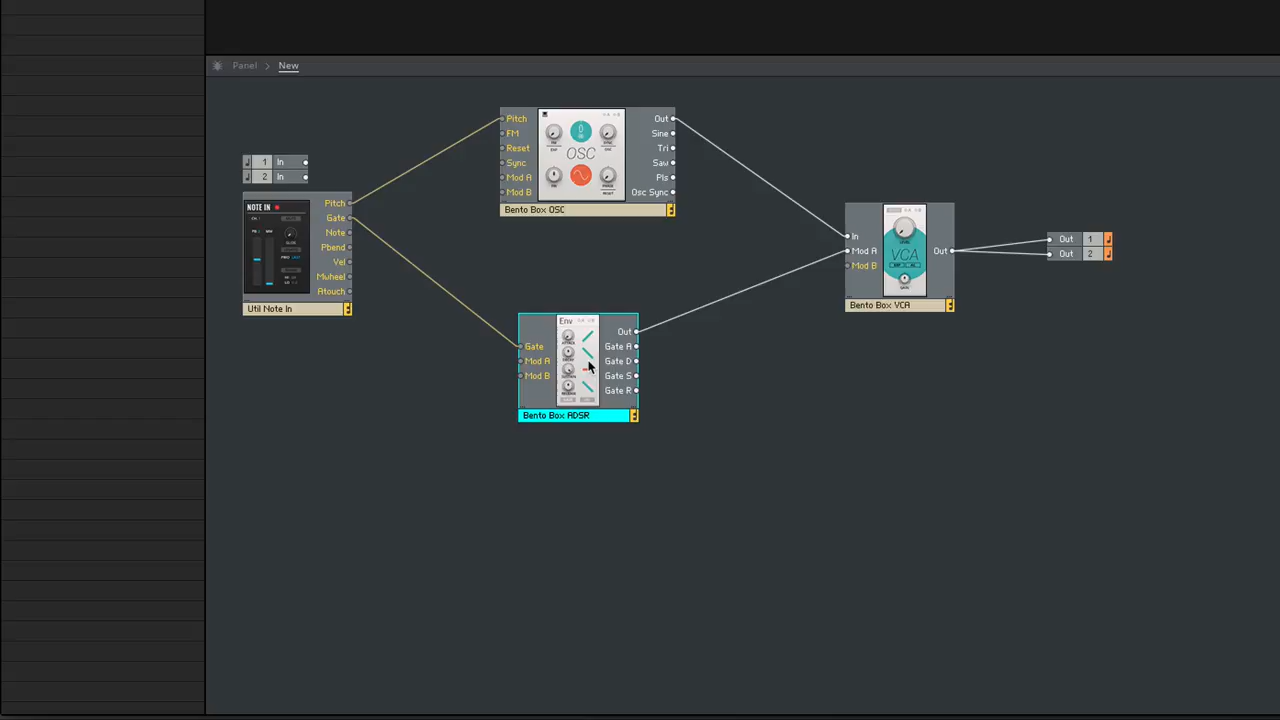 Panel > New
1 In
2 In
NOTE IN
Pitch
Gate
Note
Pbend
Vel
Mwheel
Atouch
Util Note In
Pitch
FM
Reset
Sync
Mod A
Mod B
OSC
Out
Sine
Tri
Saw
Pls
Osc Sync
Bento Box OSC
Gate
Mod A
Mod B
Env
Out
Gate A
Gate D
Gate S
Gate R
Bento Box ADSR
In
Mod A
Mod B
LEVEL
VCA
Out
Bento Box VCA
Out 1
Out 2